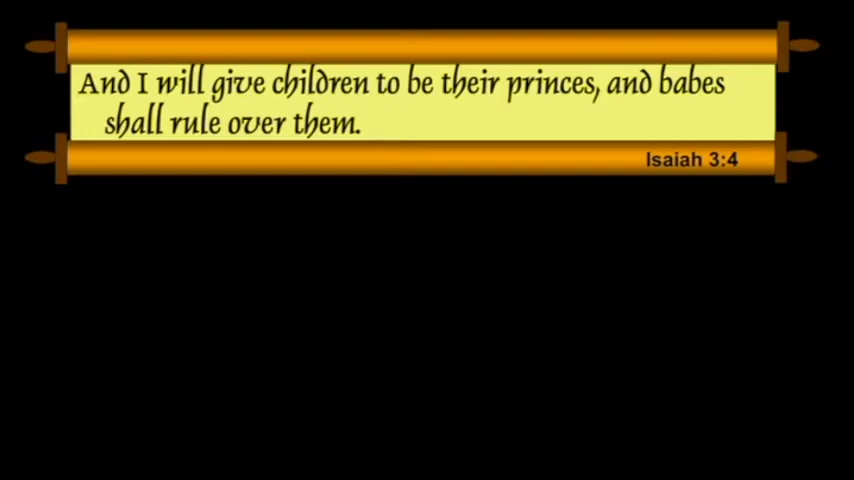 And I will give children to be their princes, and babes
shall rule over them.
Isaiah 3:4